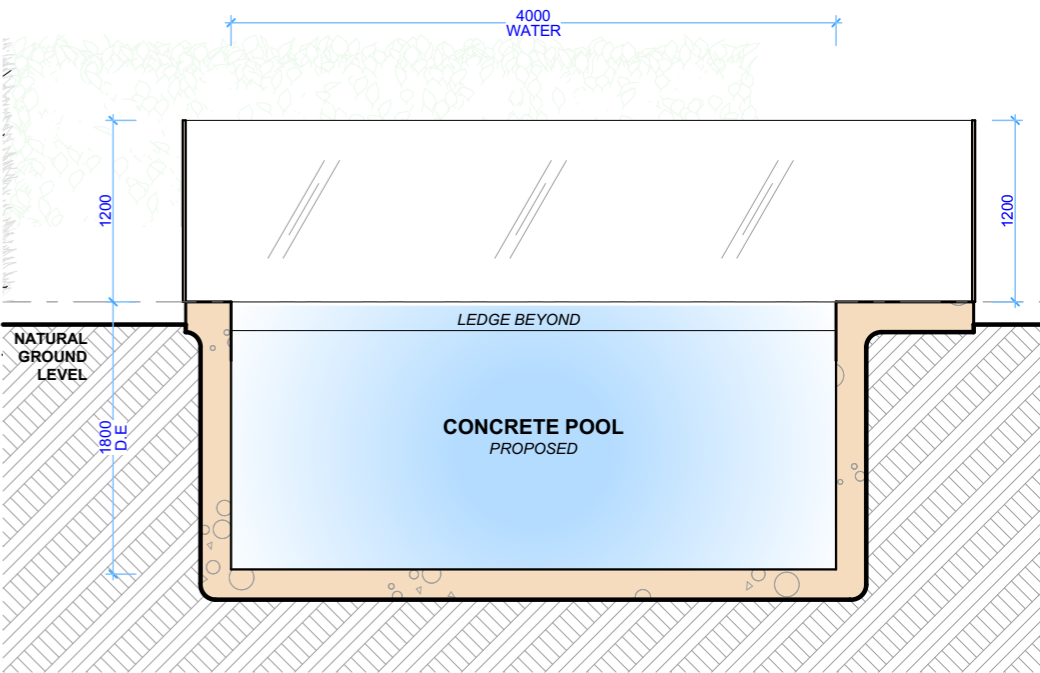 4000
WATER
1200
1200
LEDGE BEYOND
NATURAL
GROUND
LEVEL
1800
D.E
CONCRETE POOL
PROPOSED